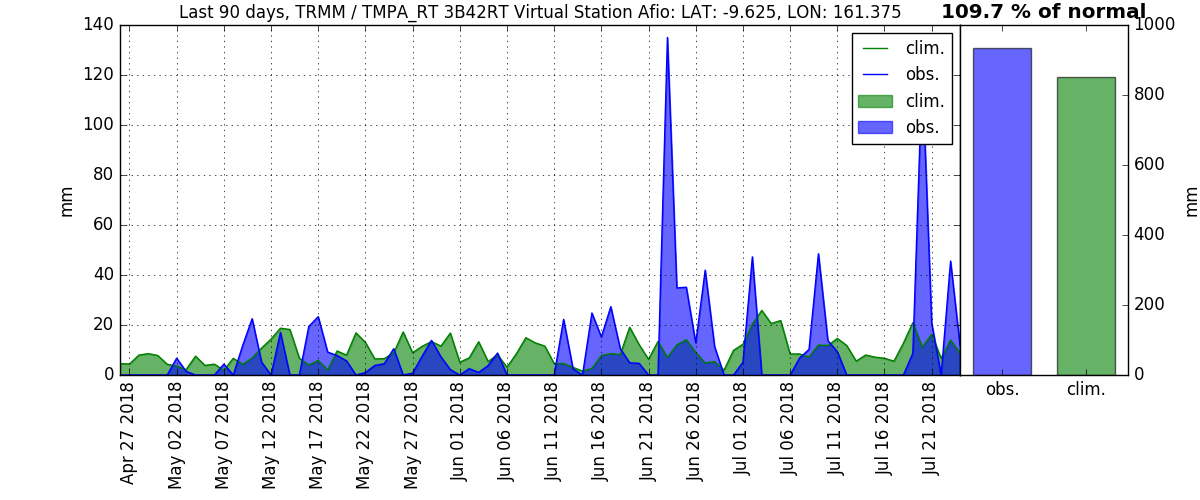 Last 90 days, TRMM / TMPA_RT 3B42RT Virtual Station Afio: LAT: -9.625, LON: 161.375
109.7 % of normal
140
120
100
80
60
40
20
0
mm
clim.
obs.
clim.
obs.
1000
800
600
400
200
0
mm
Apr 27 2018
May 02 2018
May 07 2018
May 12 2018
May 17 2018
May 22 2018
May 27 2018
Jun 01 2018
Jun 06 2018
Jun 11 2018
Jun 16 2018
Jun 21 2018
Jun 26 2018
Jul 01 2018
Jul 06 2018
Jul 11 2018
Jul 16 2018
Jul 21 2018
obs.
clim.